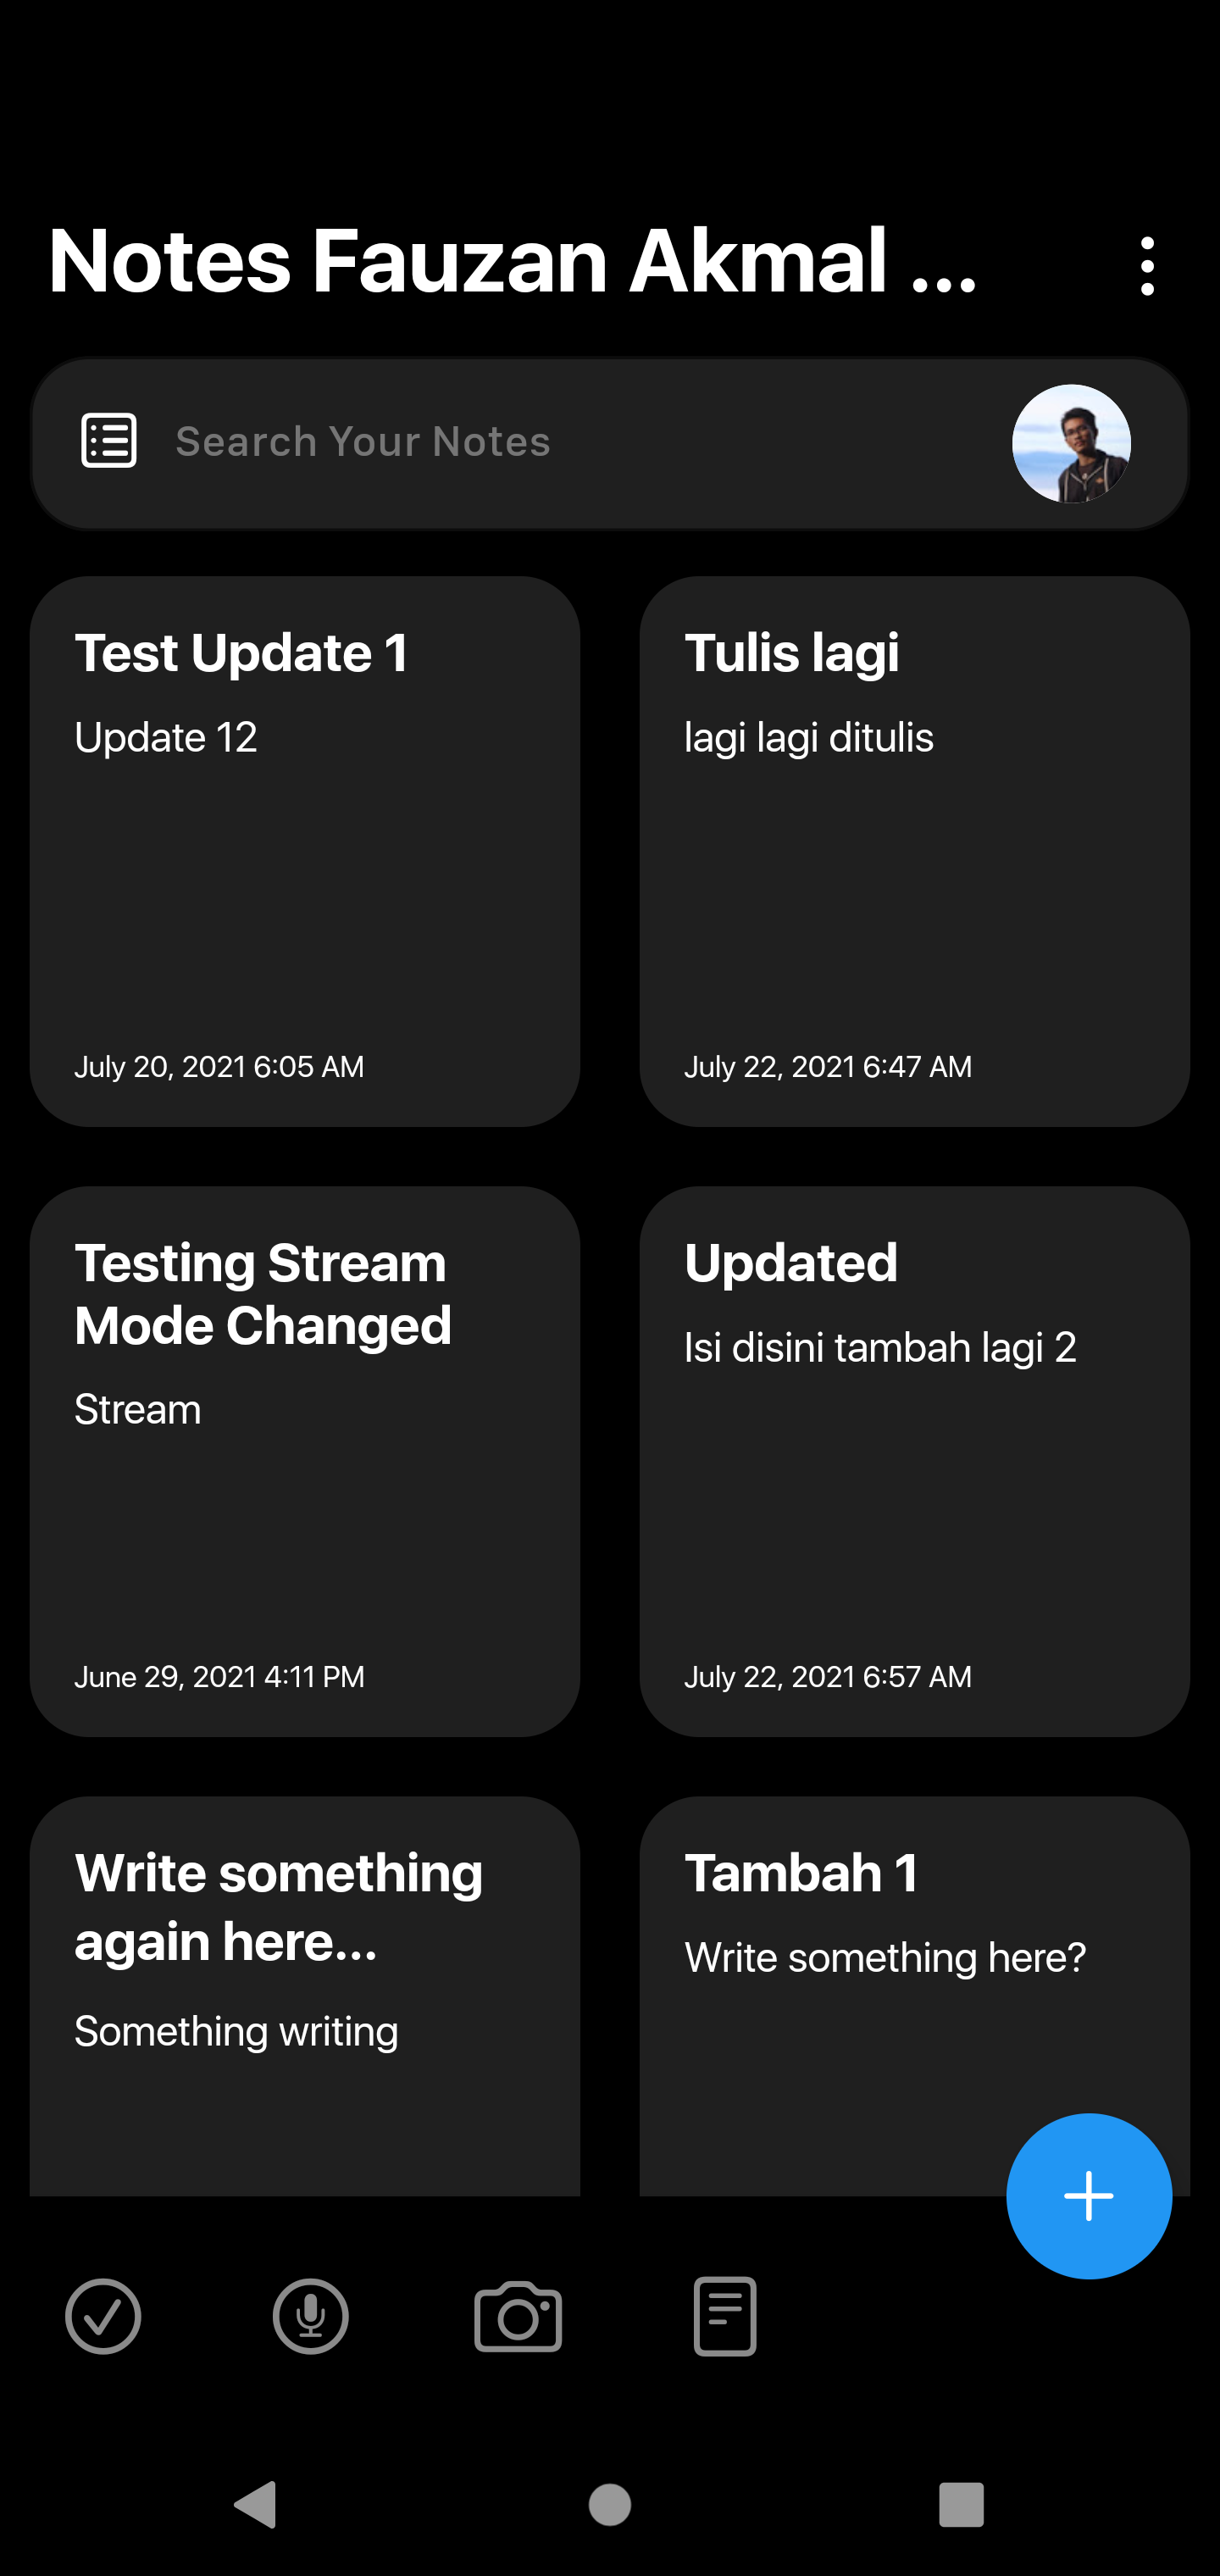 Notes Fauzan Akmal ...
Search Your Notes
Test Update 1
Update 12
July 20, 2021 6:05 AM
Tulis lagi
lagi lagi ditulis
July 22, 2021 6:47 AM
Testing Stream
Mode Changed
Stream
June 29, 2021 4:11 PM
Updated
Isi disini tambah lagi 2
July 22, 2021 6:57 AM
Write something
again here...
Something writing
Tambah 1
Write something here?